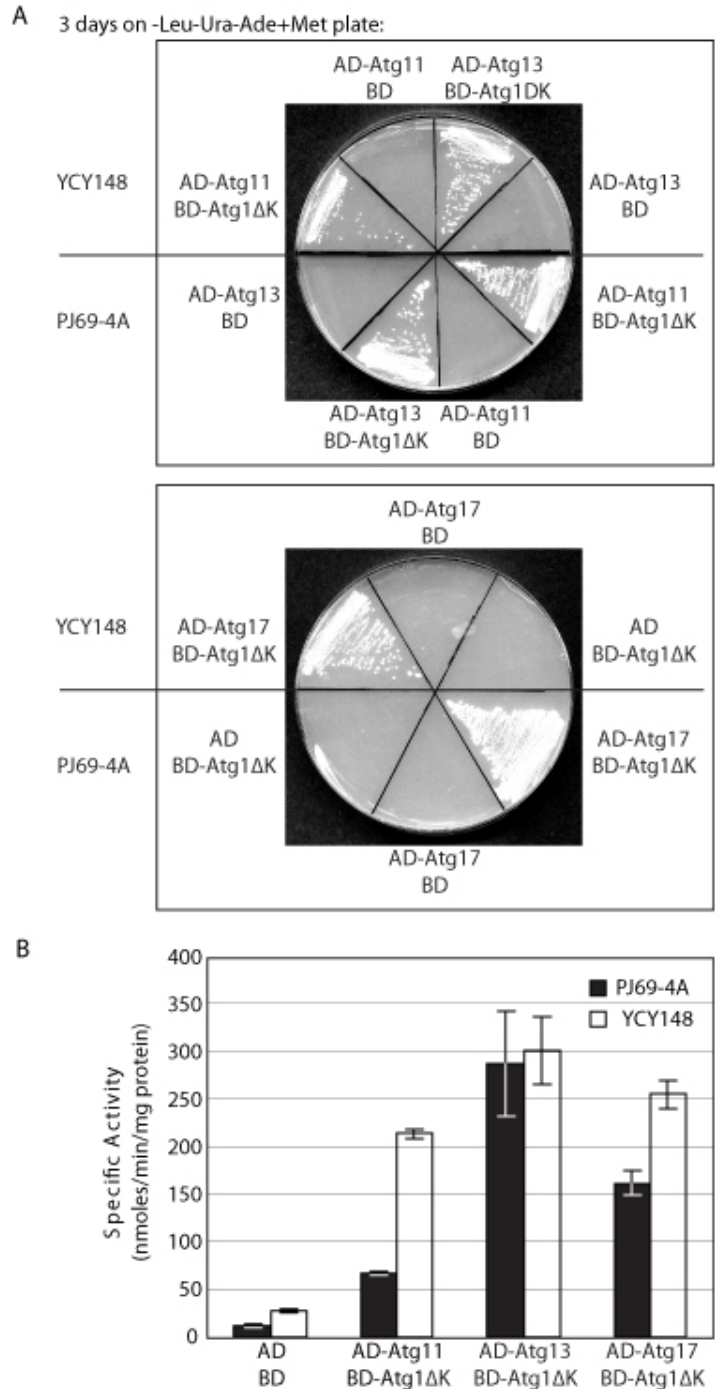 A
3 days on -Leu-Ura-Ade+Met plate:
AD-Atg11
BD
AD-Atg13
BD-Atg1DK
YCY148
AD-Atg11
BD-Atg1ΔK
AD-Atg13
BD
PJ69-4A
AD-Atg13
BD
AD-Atg11
BD-Atg1ΔK
AD-Atg13
BD-Atg1ΔK
AD-Atg11
BD
AD-Atg17
BD
YCY148
AD-Atg17
BD-Atg1ΔK
AD
BD-Atg1ΔK
PJ69-4A
AD
BD-Atg1ΔK
AD-Atg17
BD-Atg1ΔK
AD-Atg17
BD
B
Specific Activity
(nmoles/min/mg protein)
400
350
300
250
200
150
100
50
0
PJ69-4A
YCY148
AD
BD
AD-Atg11
BD-Atg1ΔK
AD-Atg13
BD-Atg1ΔK
AD-Atg17
BD-Atg1ΔK